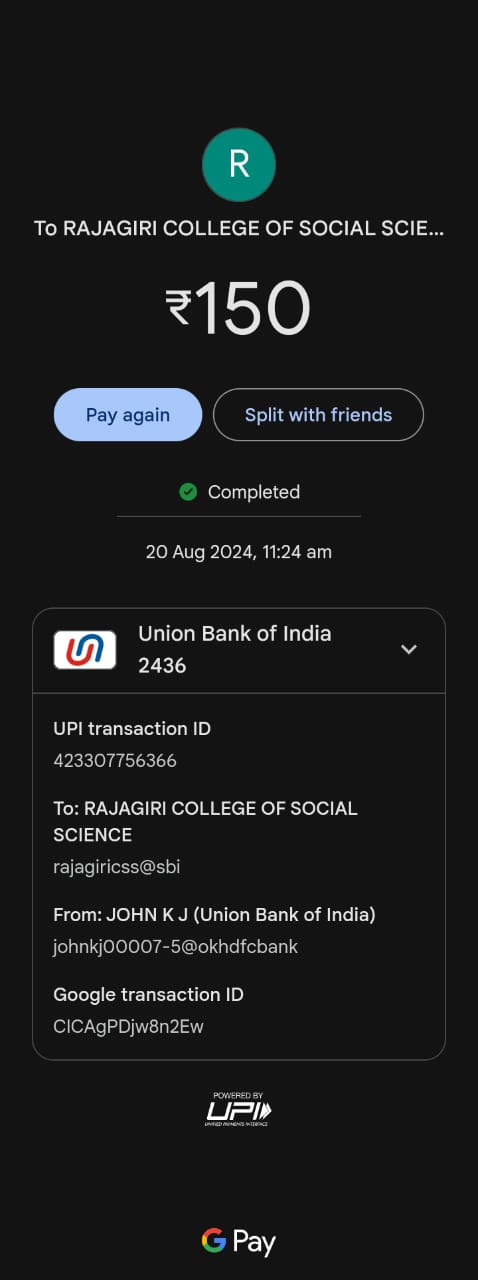 R
To RAJAGIRI COLLEGE OF SOCIAL SCIE...
₹150
Pay again
Split with friends
Completed
20 Aug 2024, 11:24 am
Union Bank of India
2436
UPI transaction ID
423307756366
To: RAJAGIRI COLLEGE OF SOCIAL
SCIENCE
rajagiricss@sbi
From: JOHN K J (Union Bank of India)
johnkj00007-5@okhdfcbank
Google transaction ID
CICAgPDjw8n2Ew
POWERED BY
UPI
UNIFIED PAYMENTS INTERFACE
G Pay